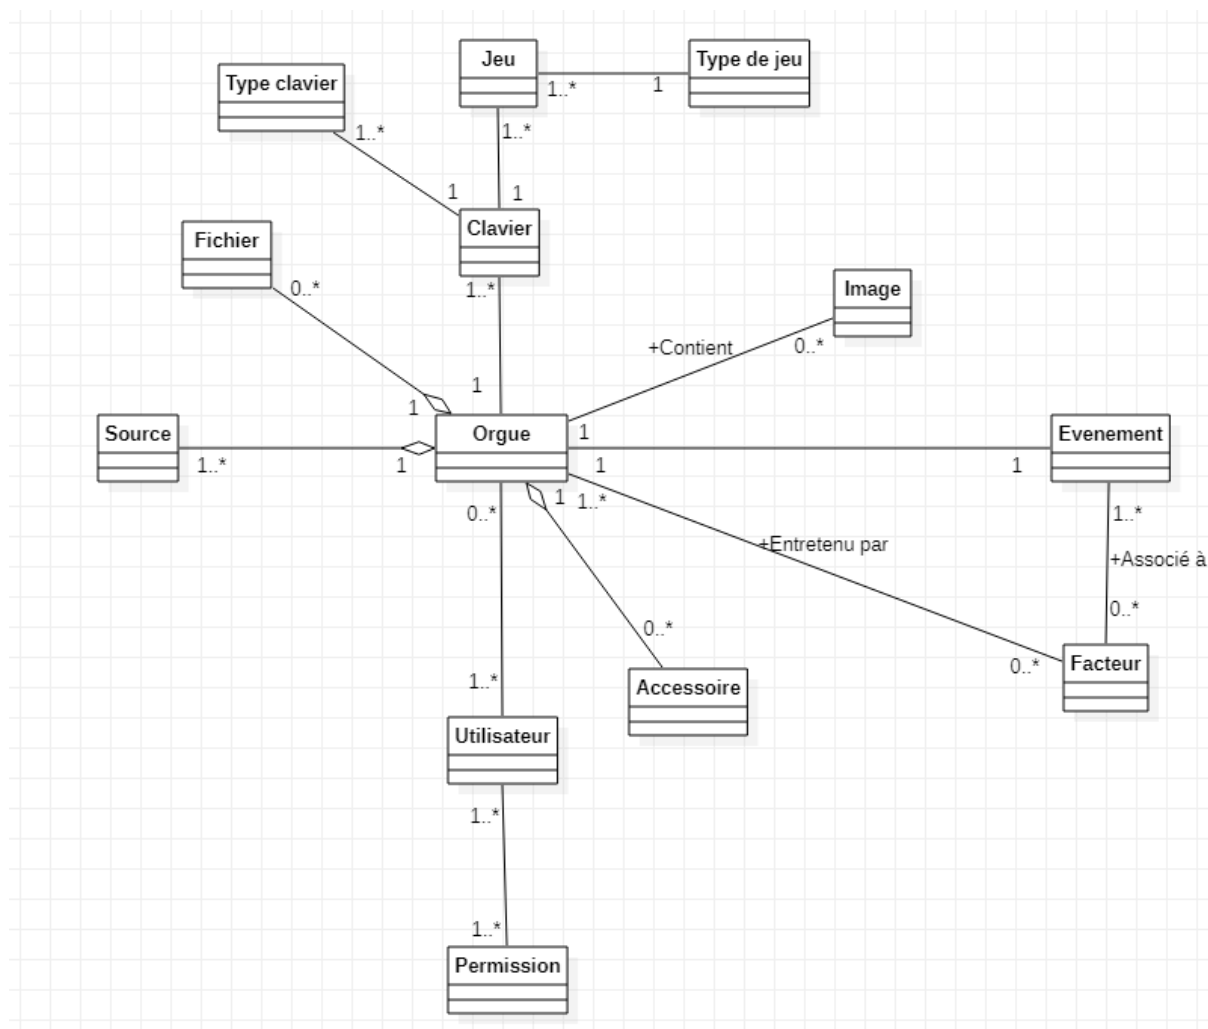 Jeu
Type de jeu
Type clavier
1..*
1
1..*
1..*
1
1
Clavier
Fichier
0..*
1..*
Image
+Contient
0..*
1
1
Source
Orgue
1
Evenement
1..*
1
1
1
0..*
1
1..*
1..*
+Entretenu par
+Associé à
0..*
0..*
Facteur
0..*
Accessoire
1..*
Utilisateur
1..*
1..*
Permission